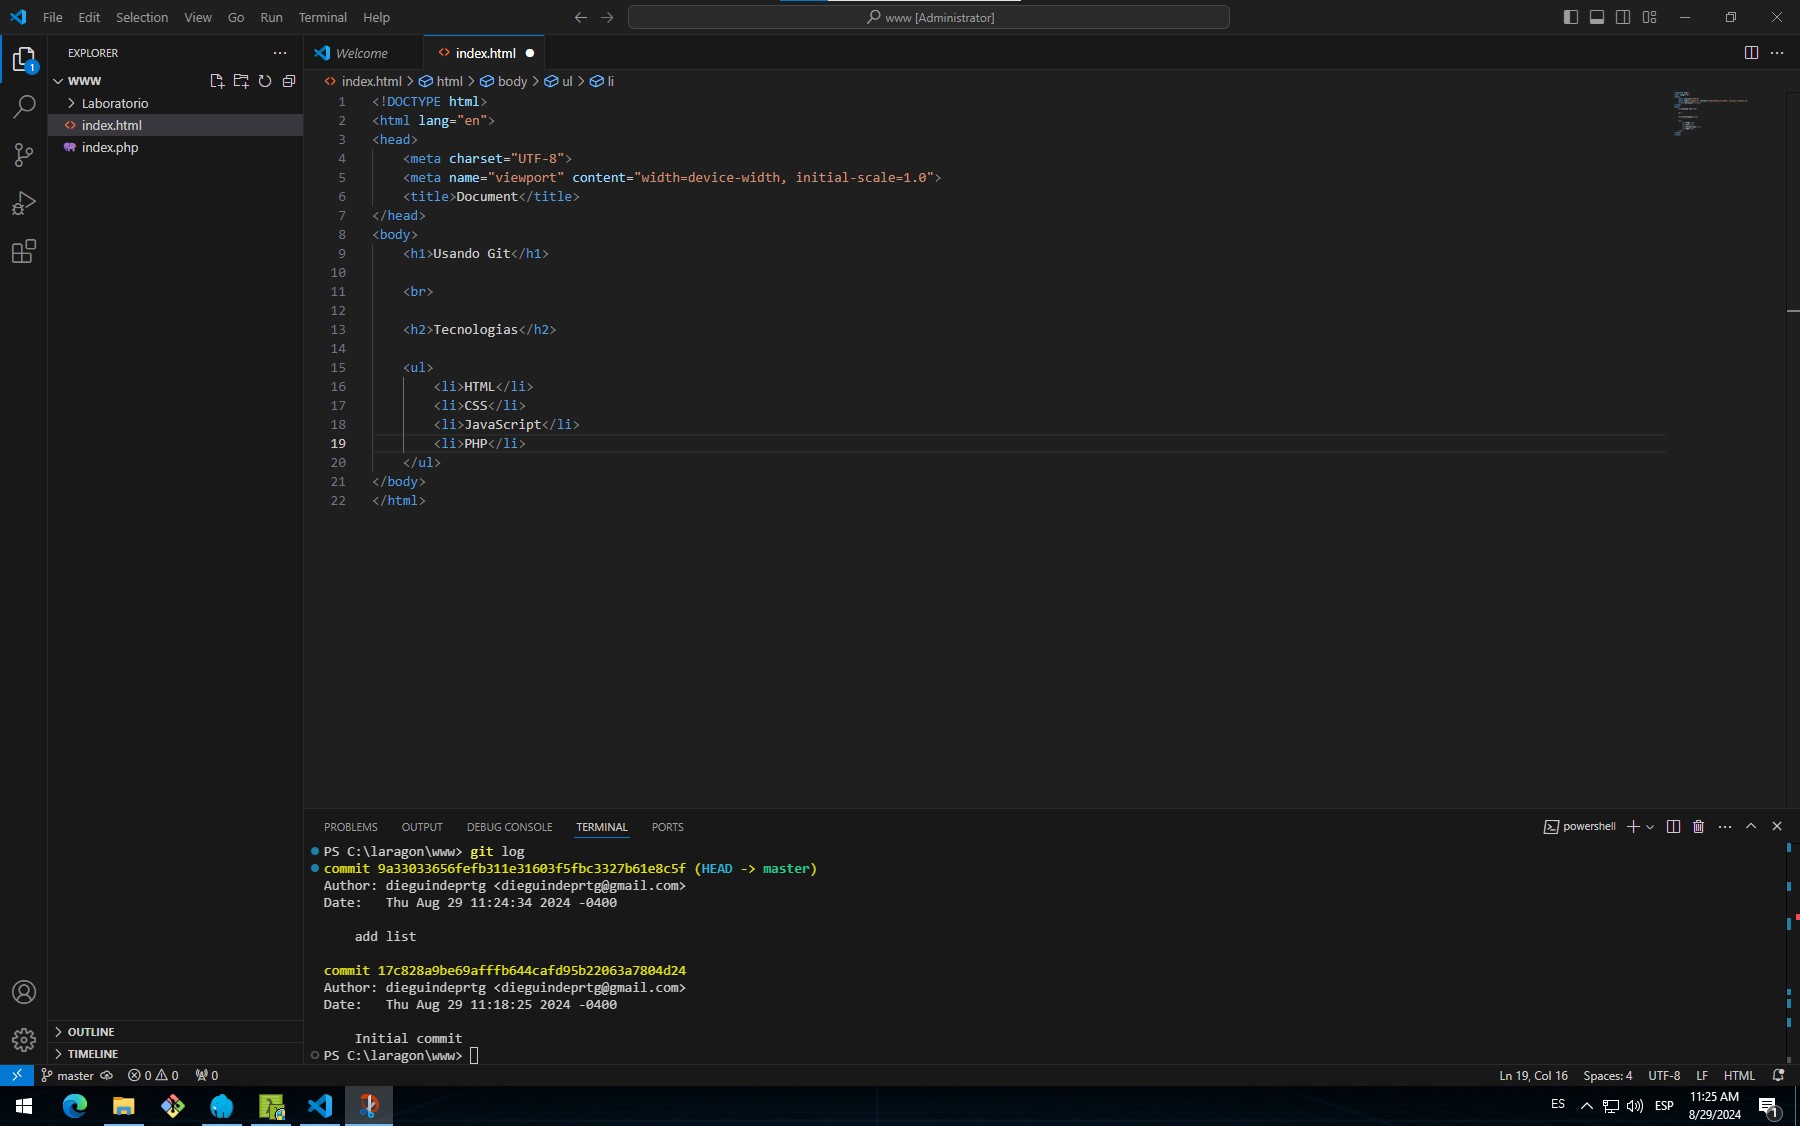 File Edit Selection View Go Run Terminal Help
www [Administrator]
EXPLORER
WWW
Laboratorio
index.html
index.php
OUTLINE
TIMELINE
Welcome
index.html
index.html > html > body > ul > li
1 <!DOCTYPE html>
2 <html lang="en">
3 <head>
4 <meta charset="UTF-8">
5 <meta name="viewport" content="width=device-width, initial-scale=1.0">
6 <title>Document</title>
7 </head>
8 <body>
9 <h1>Usando Git</h1>
10
11 <br>
12
13 <h2>Tecnologias</h2>
14
15 <ul>
16 <li>HTML</li>
17 <li>CSS</li>
18 <li>JavaScript</li>
19 <li>PHP</li>
20 </ul>
21 </body>
22 </html>
PROBLEMS OUTPUT DEBUG CONSOLE TERMINAL PORTS
powershell
PS C:\laragon\www> git log
commit 9a33033656fefb311e31603f5fbc3327b61e8c5f (HEAD -> master)
Author: dieguindeprtg <dieguindeprtg@gmail.com>
Date: Thu Aug 29 11:24:34 2024 -0400
add list
commit 17c828a9be69afffb644cafd95b22063a7804d24
Author: dieguindeprtg <dieguindeprtg@gmail.com>
Date: Thu Aug 29 11:18:25 2024 -0400
Initial commit
PS C:\laragon\www>
master 0 0 0
Ln 19, Col 16 Spaces: 4 UTF-8 LF HTML
ES ESP
11:25 AM
8/29/2024
1
1